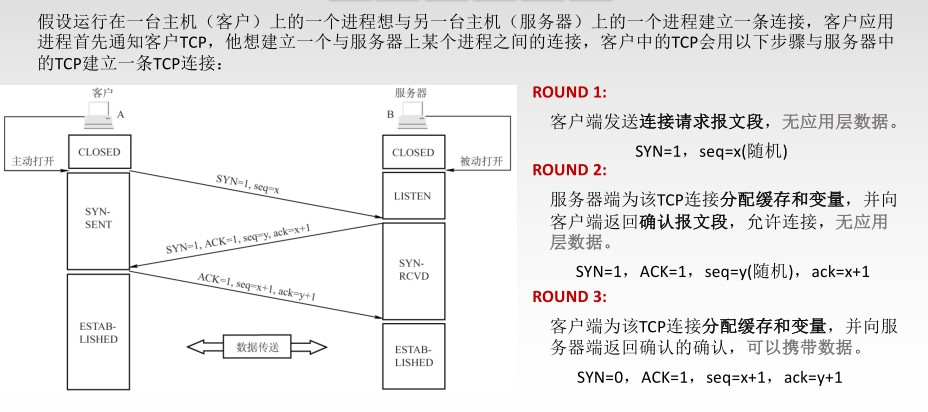 假设运行在一台主机（客户）上的一个进程想与另一台主机（服务器）上的一个进程建立一条连接，客户应用
进程首先通知客户TCP，他想建立一个与服务器上某个进程之间的连接，客户中的TCP会用以下步骤与服务器中
的TCP建立一条TCP连接：
客户
A
服务器
B
主动打开
CLOSED
CLOSED
被动打开
SYN=1, seq=x
LISTEN
SYN-
SENT
SYN=1, ACK=1, seq=y, ack=x+1
SYN-
RCVD
ACK=1, seq=x+1, ack=y+1
ESTAB-
LISHED
数据传送
ESTAB-
LISHED
ROUND 1:
客户端发送连接请求报文段，无应用层数据。
SYN=1，seq=x(随机)
ROUND 2:
服务器端为该TCP连接分配缓存和变量，并向
客户端返回确认报文段，允许连接，无应用
层数据。
SYN=1，ACK=1，seq=y(随机)，ack=x+1
ROUND 3:
客户端为该TCP连接分配缓存和变量，并向服
务器端返回确认的确认，可以携带数据。
SYN=0，ACK=1，seq=x+1，ack=y+1